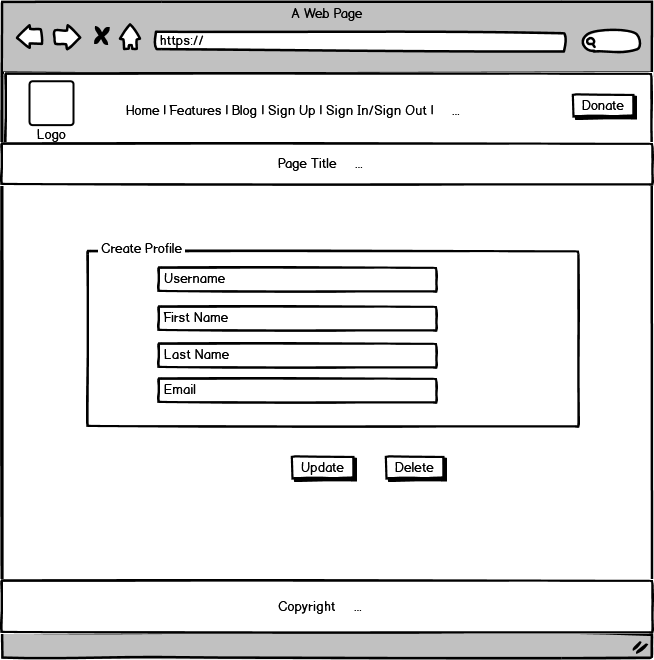 A Web Page
https://
Home | Features | Blog | Sign Up | Sign In/Sign Out | ...
Donate
Logo
Page Title ...
Create Profile
Username
First Name
Last Name
Email
Update
Delete
Copyright ...